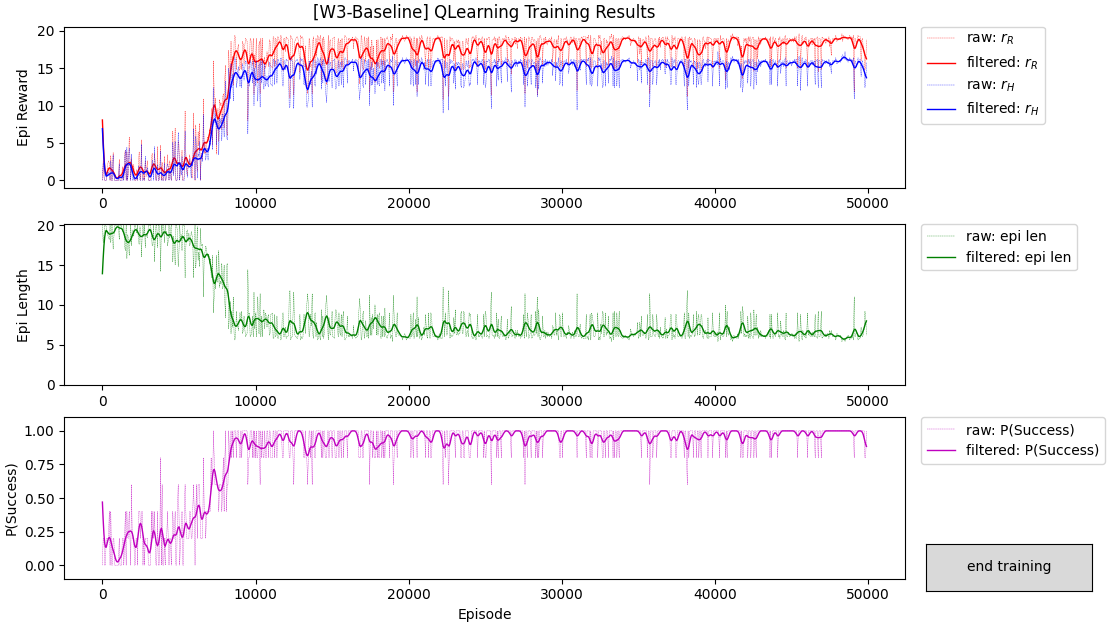 [W3-Baseline] QLearning Training Results
Epi Reward
20
15
10
5
0
0 10000 20000 30000 40000 50000
raw: r_R
filtered: r_R
raw: r_H
filtered: r_H
Epi Length
20
15
10
5
0
0 10000 20000 30000 40000 50000
raw: epi len
filtered: epi len
P(Success)
1.00
0.75
0.50
0.25
0.00
0 10000 20000 30000 40000 50000
Episode
raw: P(Success)
filtered: P(Success)
end training